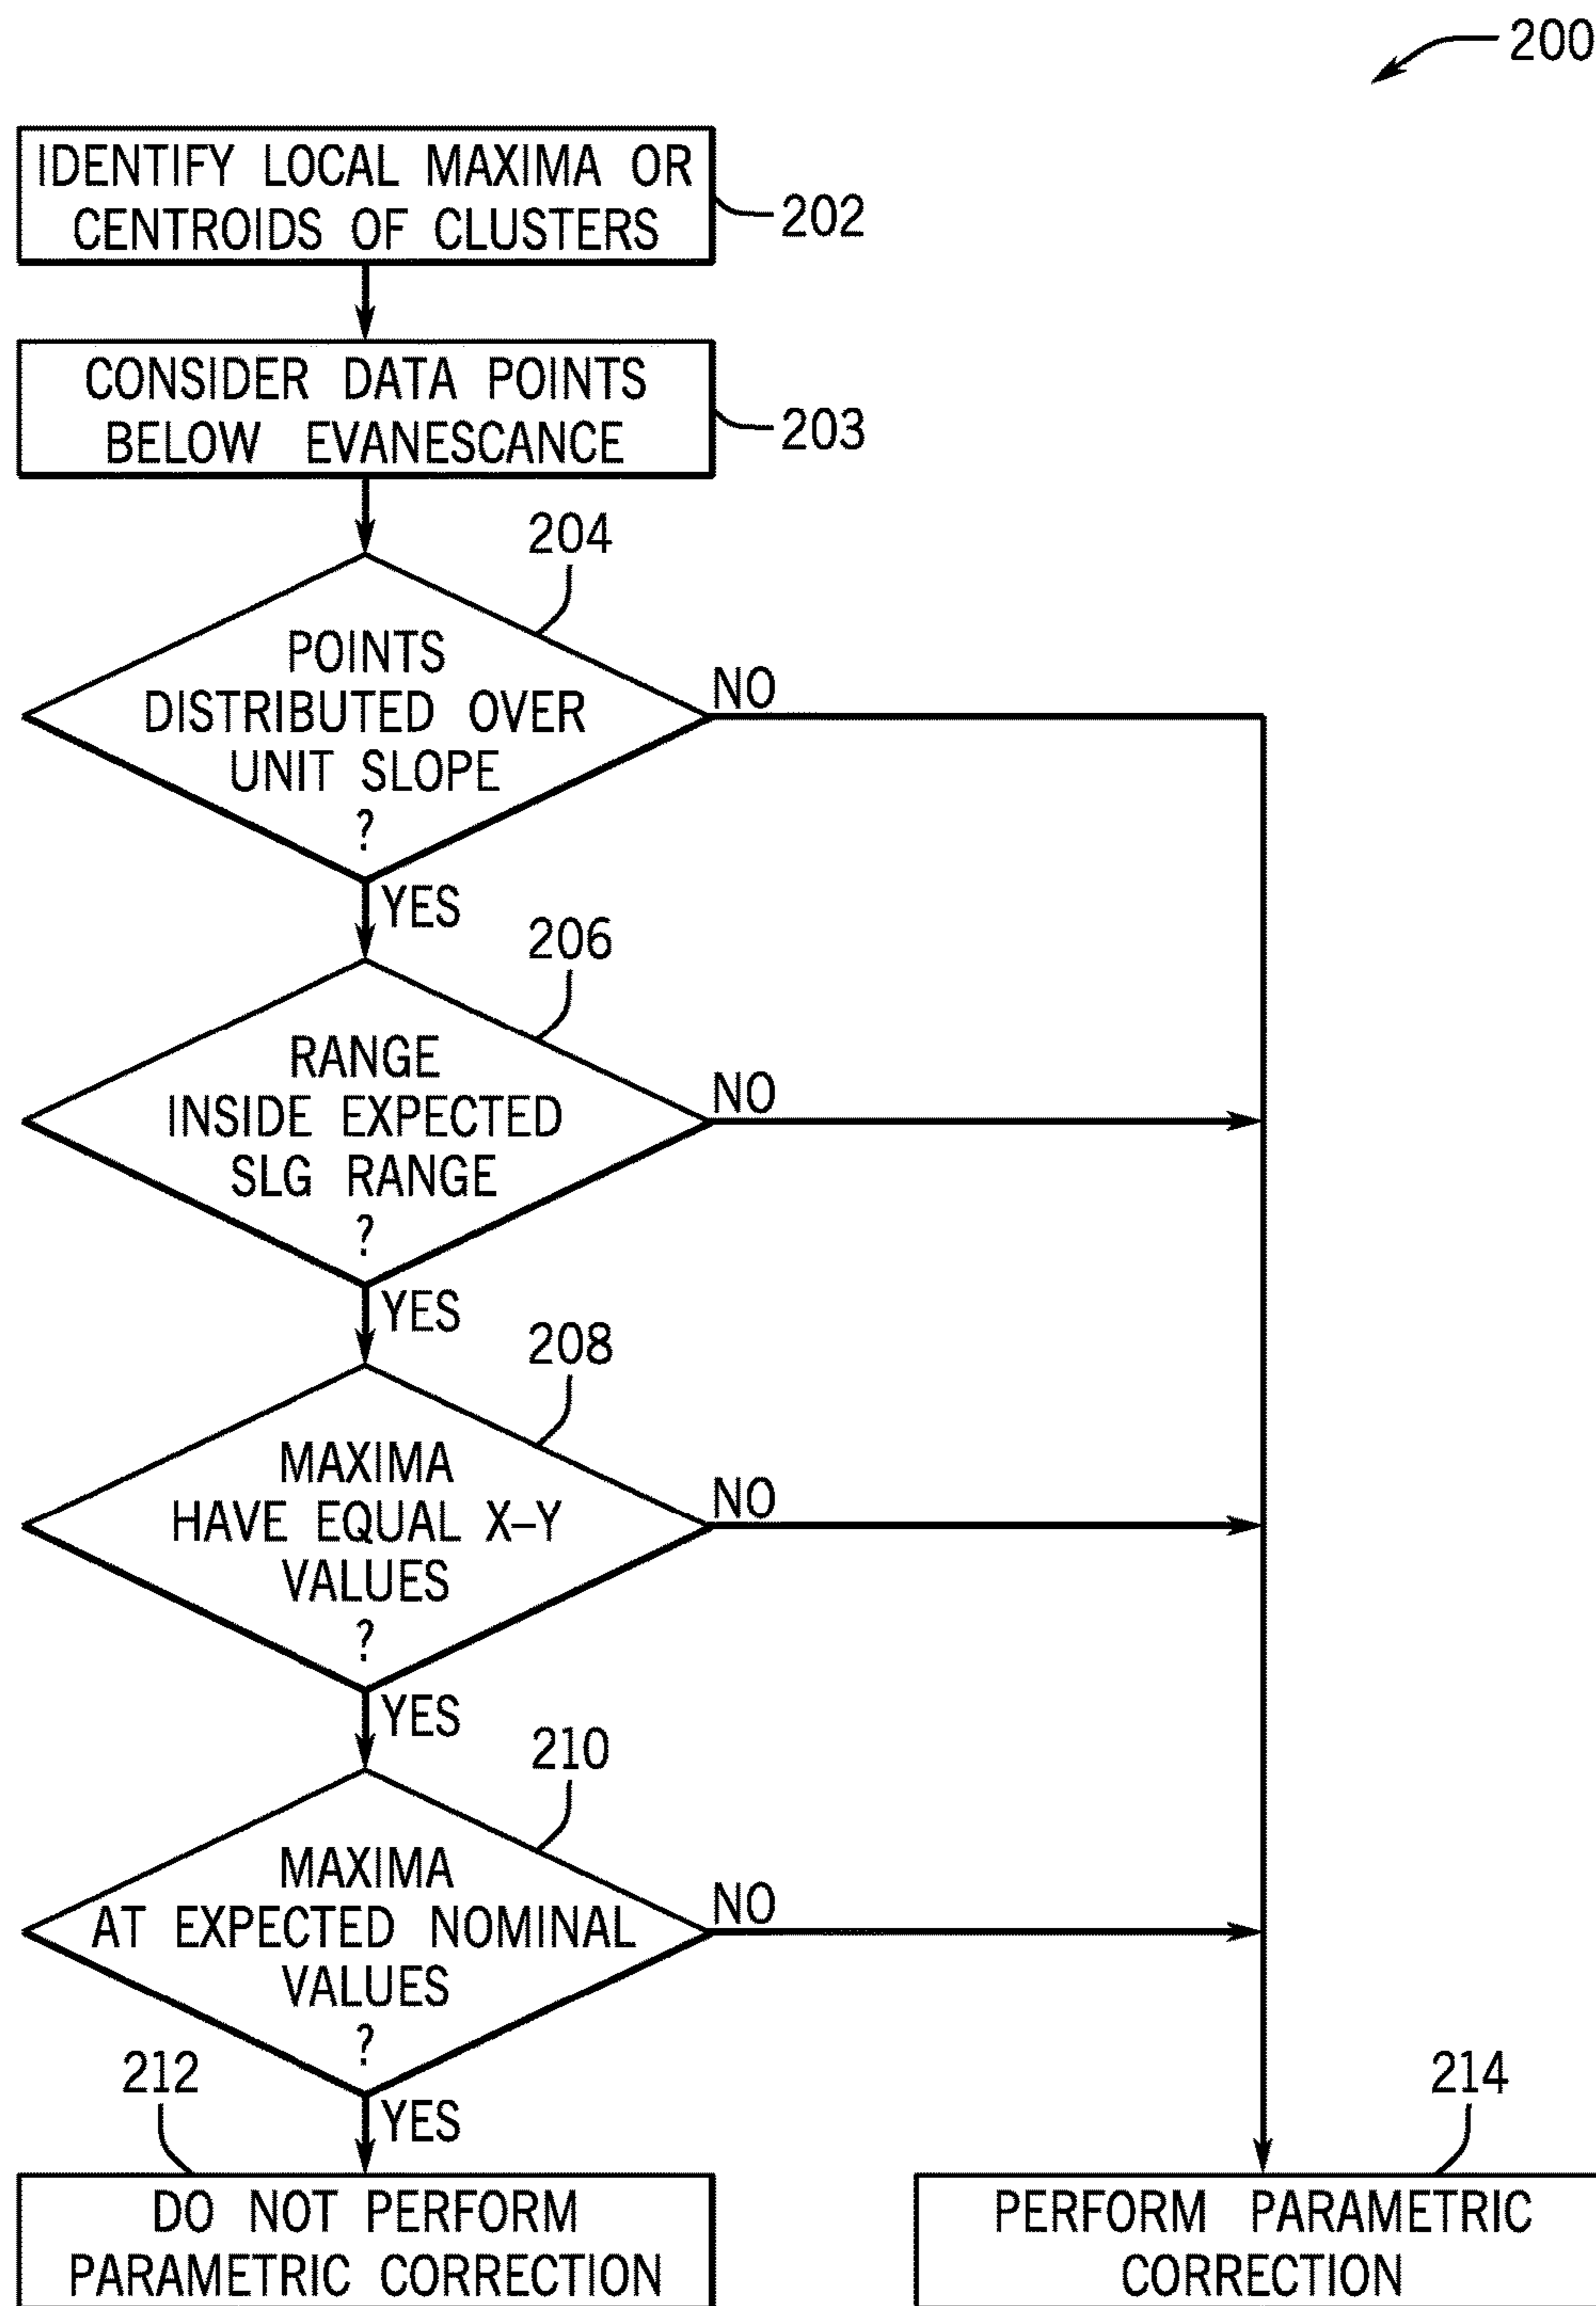 200
IDENTIFY LOCAL MAXIMA OR
CENTROIDS OF CLUSTERS
202
CONSIDER DATA POINTS
BELOW EVANESCANCE
203
204
POINTS
DISTRIBUTED OVER
UNIT SLOPE
?
NO
YES
206
RANGE
INSIDE EXPECTED
SLG RANGE
?
NO
YES
208
MAXIMA
HAVE EQUAL X–Y
VALUES
?
NO
YES
210
MAXIMA
AT EXPECTED NOMINAL
VALUES
?
NO
YES
212
DO NOT PERFORM
PARAMETRIC CORRECTION
214
PERFORM PARAMETRIC
CORRECTION